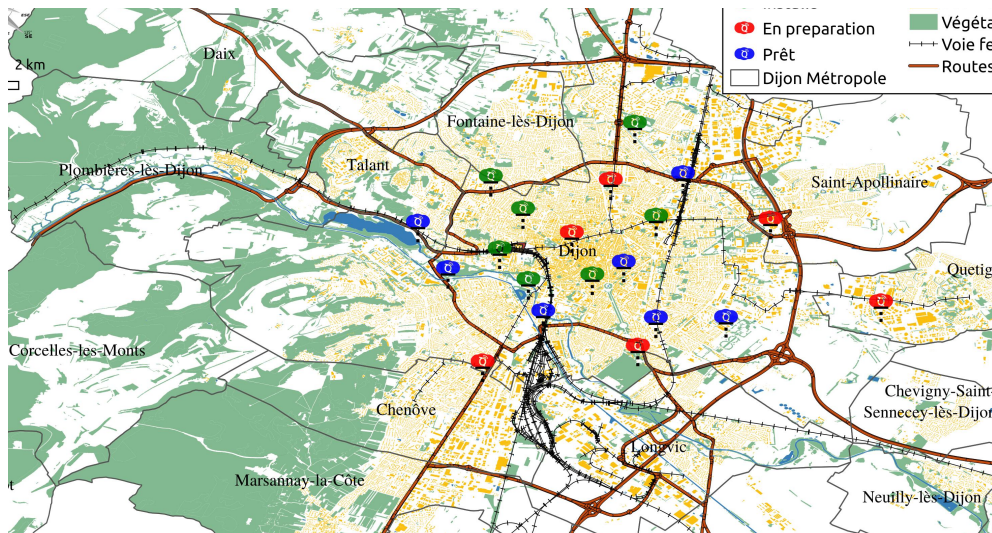 En preparation
Prêt
Dijon Métropole
Végéta
Voie fe
Routes
2 km
Daix
Fontaine-lès-Dijon
Talant
Plombières-lès-Dijon
Saint-Apollinaire
Dijon
Quetig
Corcelles-les-Monts
Chenôve
Chevigny-Saint-
Sennecey-lès-Dijo
Longvic
Marsannay-la-Côte
Neuilly-lès-Dijon